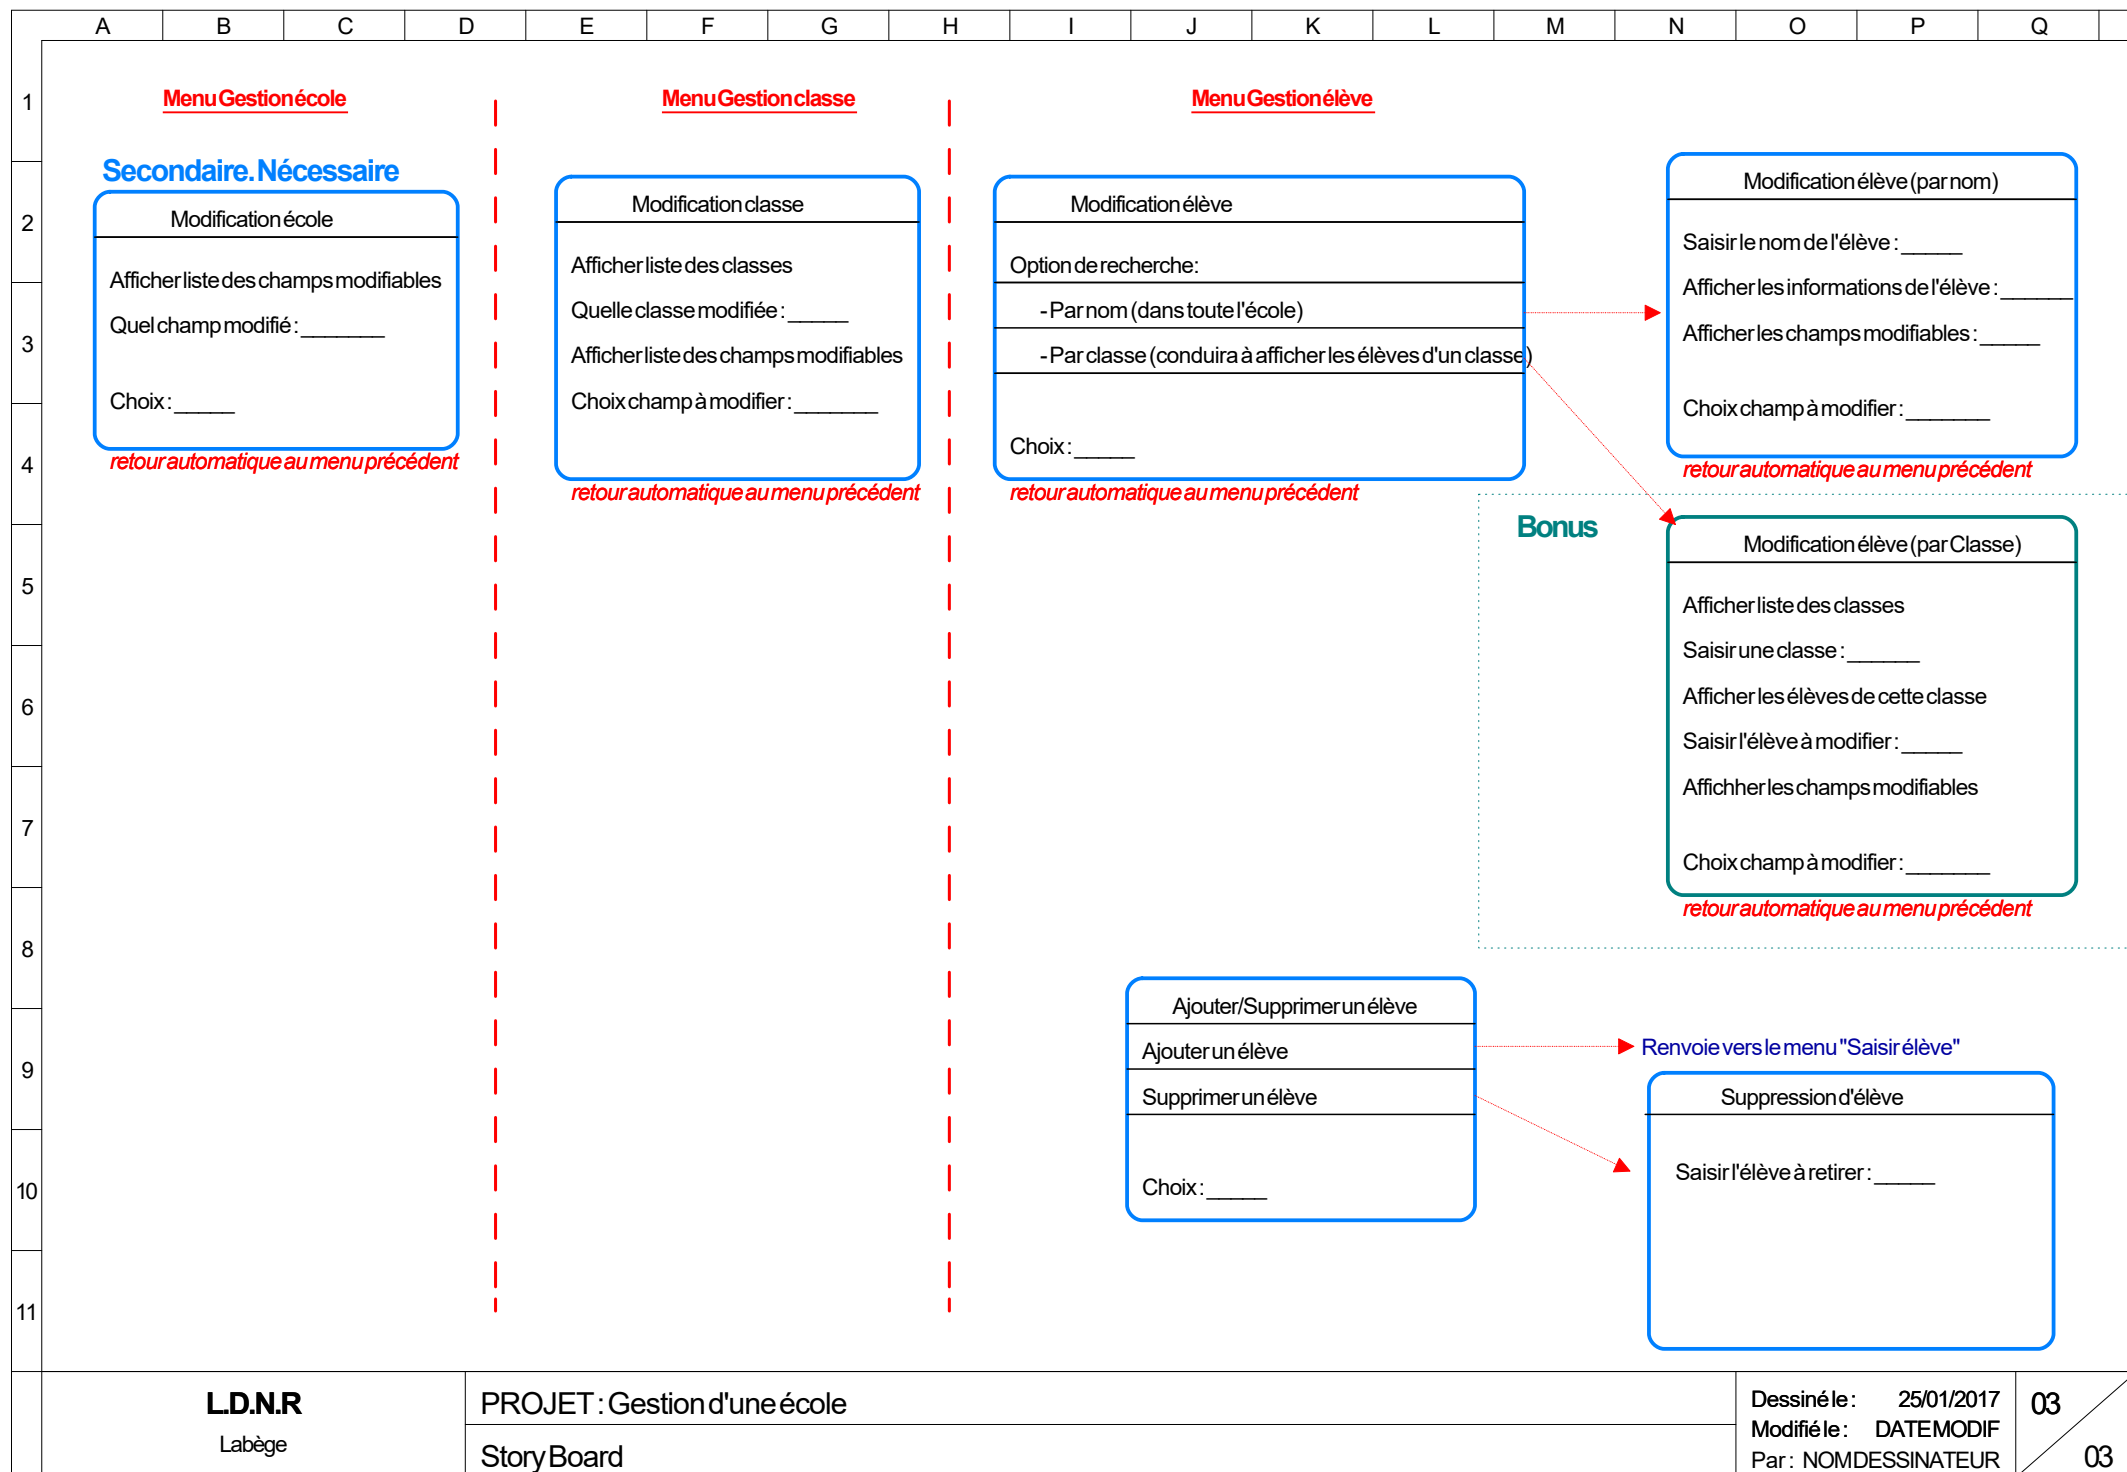 A B C D E F G H I J K L M N O P Q
1
Menu Gestion école
Menu Gestion classe
Menu Gestion élève
Secondaire. Nécessaire
2
Modification école
Afficher liste des champs modifiables
Quel champ modifié : _______
Choix : _____
retour automatique au menu précédent
Modification classe
Afficher liste des classes
Quelle classe modifiée : _____
Afficher liste des champs modifiables
Choix champ à modifier : _______
retour automatique au menu précédent
Modification élève
Option de recherche:
- Par nom (dans toute l'école)
- Par classe (conduira à afficher les élèves d'un classe)
Choix : _____
retour automatique au menu précédent
Modification élève (par nom)
Saisir le nom de l'élève : _____
Afficher les informations de l'élève : ______
Afficher les champs modifiables : _____
Choix champ à modifier : _______
retour automatique au menu précédent
3
4
Bonus
Modification élève (par Classe)
Afficher liste des classes
Saisir une classe : ______
Afficher les élèves de cette classe
Saisir l'élève à modifier : _____
Affichher les champs modifiables
Choix champ à modifier : _______
retour automatique au menu précédent
5
6
7
8
Ajouter/Supprimer un élève
Ajouter un élève
Supprimer un élève
Choix : _____
Renvoie vers le menu "Saisir élève"
Suppression d'élève
Saisir l'élève à retirer : _____
9
10
11
L.D.N.R
Labège
PROJET : Gestion d'une école
Story Board
Dessiné le : 25/01/2017
Modifié le : DATEMODIF
Par : NOMDESSINATEUR
03
03